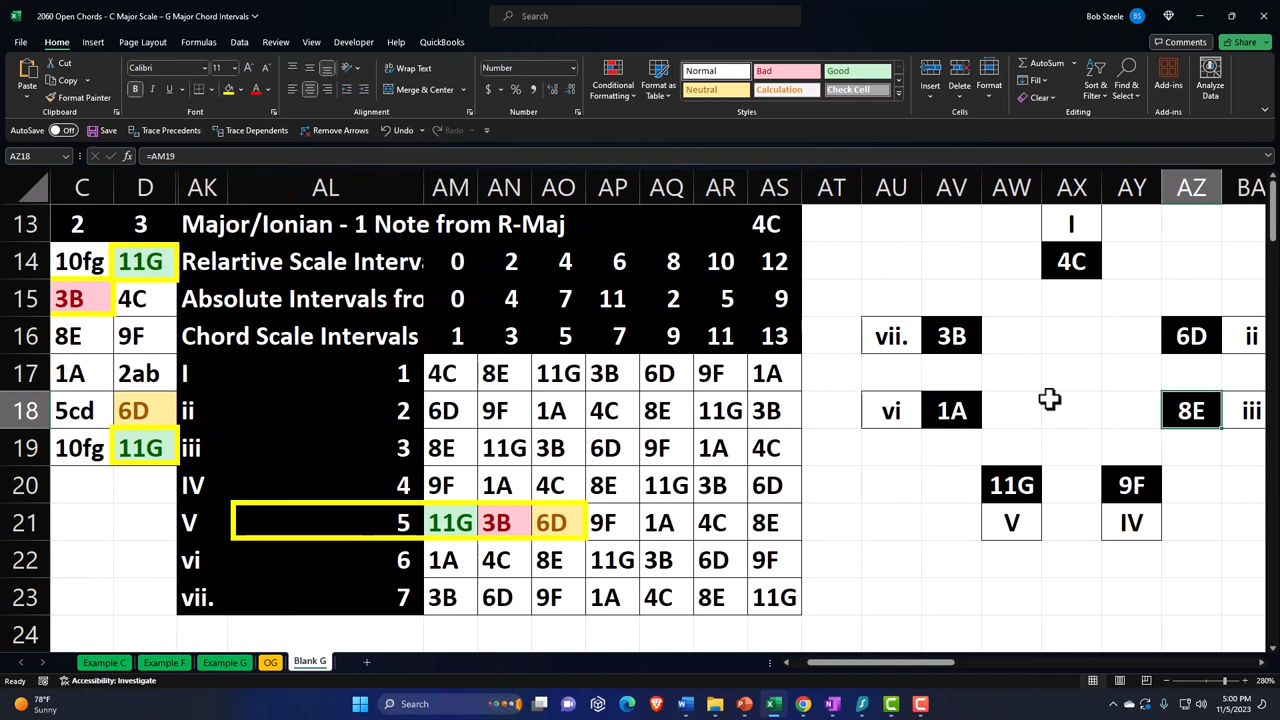 2060 Open Chords - C Major Scale – G Major Chord Intervals
Search
Bob Steele
BS
File Home Insert Page Layout Formulas Data Review View Developer Help QuickBooks
Comments Share
Cut
Copy
Format Painter
Paste
Clipboard
Calibri 11
Font
Wrap Text
Merge & Center
Alignment
Number
Number
Conditional Formatting
Format as Table
Normal Bad Good
Neutral Calculation Check Cell
Styles
Insert Delete Format
Cells
AutoSum
Fill
Clear
Sort & Filter
Find & Select
Editing
Add-ins
Add-ins
Analyze Data
AutoSave Off Save Trace Precedents Trace Dependents Remove Arrows Undo Redo
AZ18 fx =AM19
C D AK AL AM AN AO AP AQ AR AS AT AU AV AW AX AY AZ BA
13 2 3 Major/Ionian - 1 Note from R-Maj 4C I
14 10fg 11G Relartive Scale Interv 0 2 4 6 8 10 12 4C
15 3B 4C Absolute Intervals fro 0 4 7 11 2 5 9
16 8E 9F Chord Scale Intervals 1 3 5 7 9 11 13 vii. 3B 6D ii
17 1A 2ab I 1 4C 8E 11G 3B 6D 9F 1A
18 5cd 6D ii 2 6D 9F 1A 4C 8E 11G 3B vi 1A 8E iii
19 10fg 11G iii 3 8E 11G 3B 6D 9F 1A 4C
20 IV 4 9F 1A 4C 8E 11G 3B 6D 11G 9F
21 V 5 11G 3B 6D 9F 1A 4C 8E V IV
22 vi 6 1A 4C 8E 11G 3B 6D 9F
23 vii. 7 3B 6D 9F 1A 4C 8E 11G
24
Example C Example F Example G OG Blank G
Ready Accessibility: Investigate 280%
78°F
Sunny
Search
5:00 PM
11/5/2023